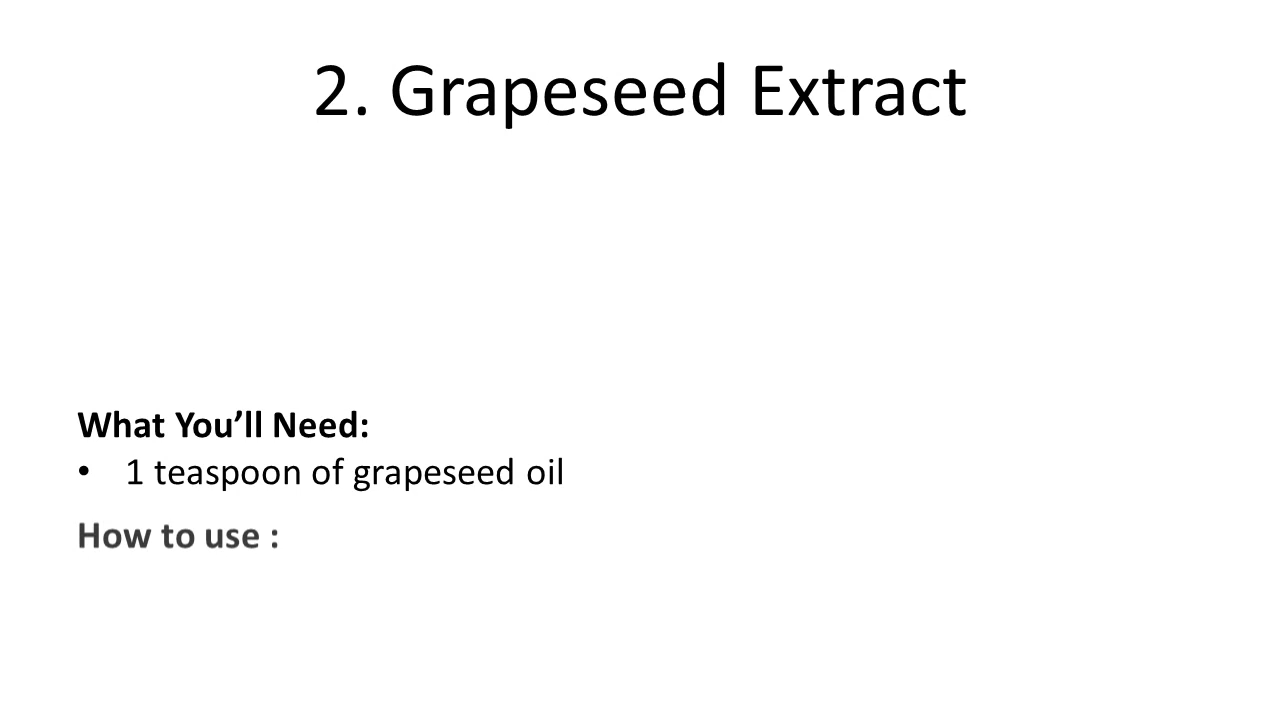 2. Grapeseed Extract
What You’ll Need:
• 1 teaspoon of grapeseed oil
How to use :